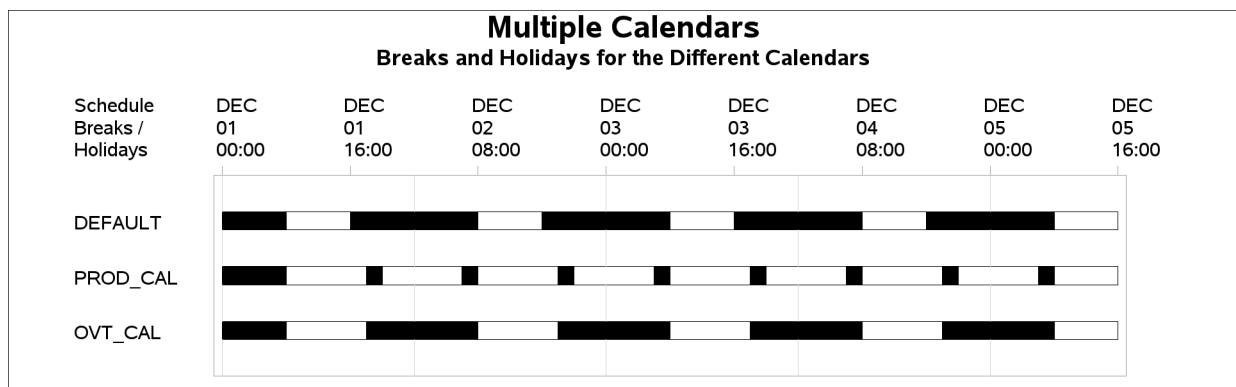 Multiple Calendars
Breaks and Holidays for the Different Calendars
Schedule DEC DEC DEC DEC DEC DEC DEC DEC
Breaks / 01 01 02 03 03 04 05 05
Holidays 00:00 16:00 08:00 00:00 16:00 08:00 00:00 16:00
DEFAULT
PROD_CAL
OVT_CAL